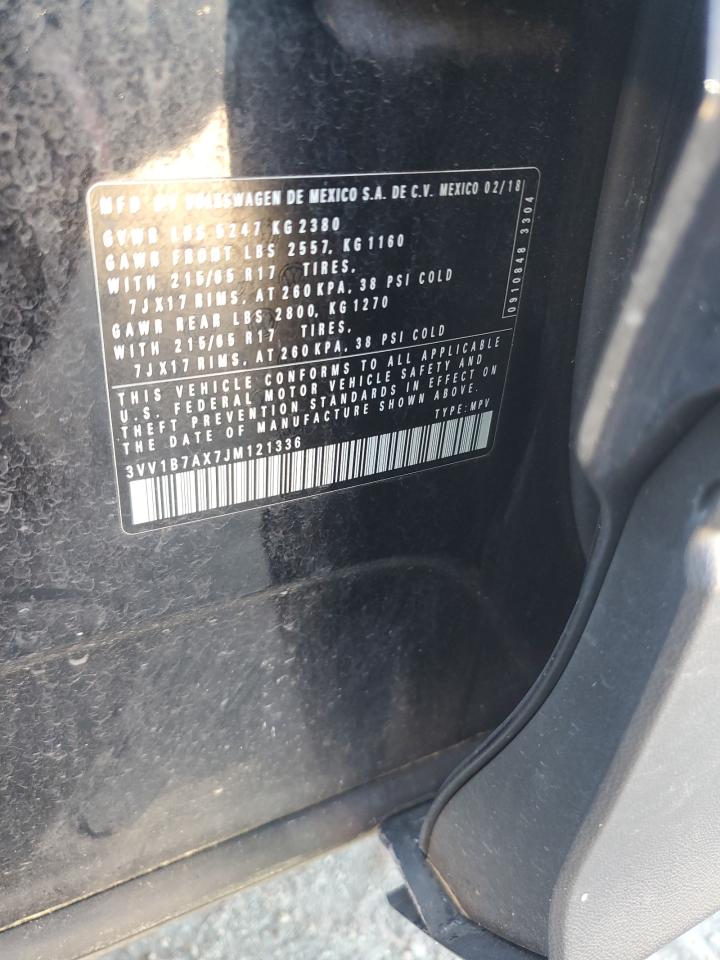 MFD BY VOLKSWAGEN DE MEXICO S.A. DE C.V. MEXICO 02/18
GVWR LBS 5247 KG 2380
GAWR FRONT LBS 2557, KG 1160
WITH 215/65 R17 TIRES,
7JX17 RIMS, AT 260 KPA, 38 PSI COLD
GAWR REAR LBS 2800, KG 1270
WITH 215/65 R17 TIRES,
7JX17 RIMS, AT 260 KPA, 38 PSI COLD
THIS VEHICLE CONFORMS TO ALL APPLICABLE
U.S. FEDERAL MOTOR VEHICLE SAFETY AND
THEFT PREVENTION STANDARDS IN EFFECT ON
THE DATE OF MANUFACTURE SHOWN ABOVE.
TYPE: MPV
3VV1B7AX7JM121336
0910848 3304